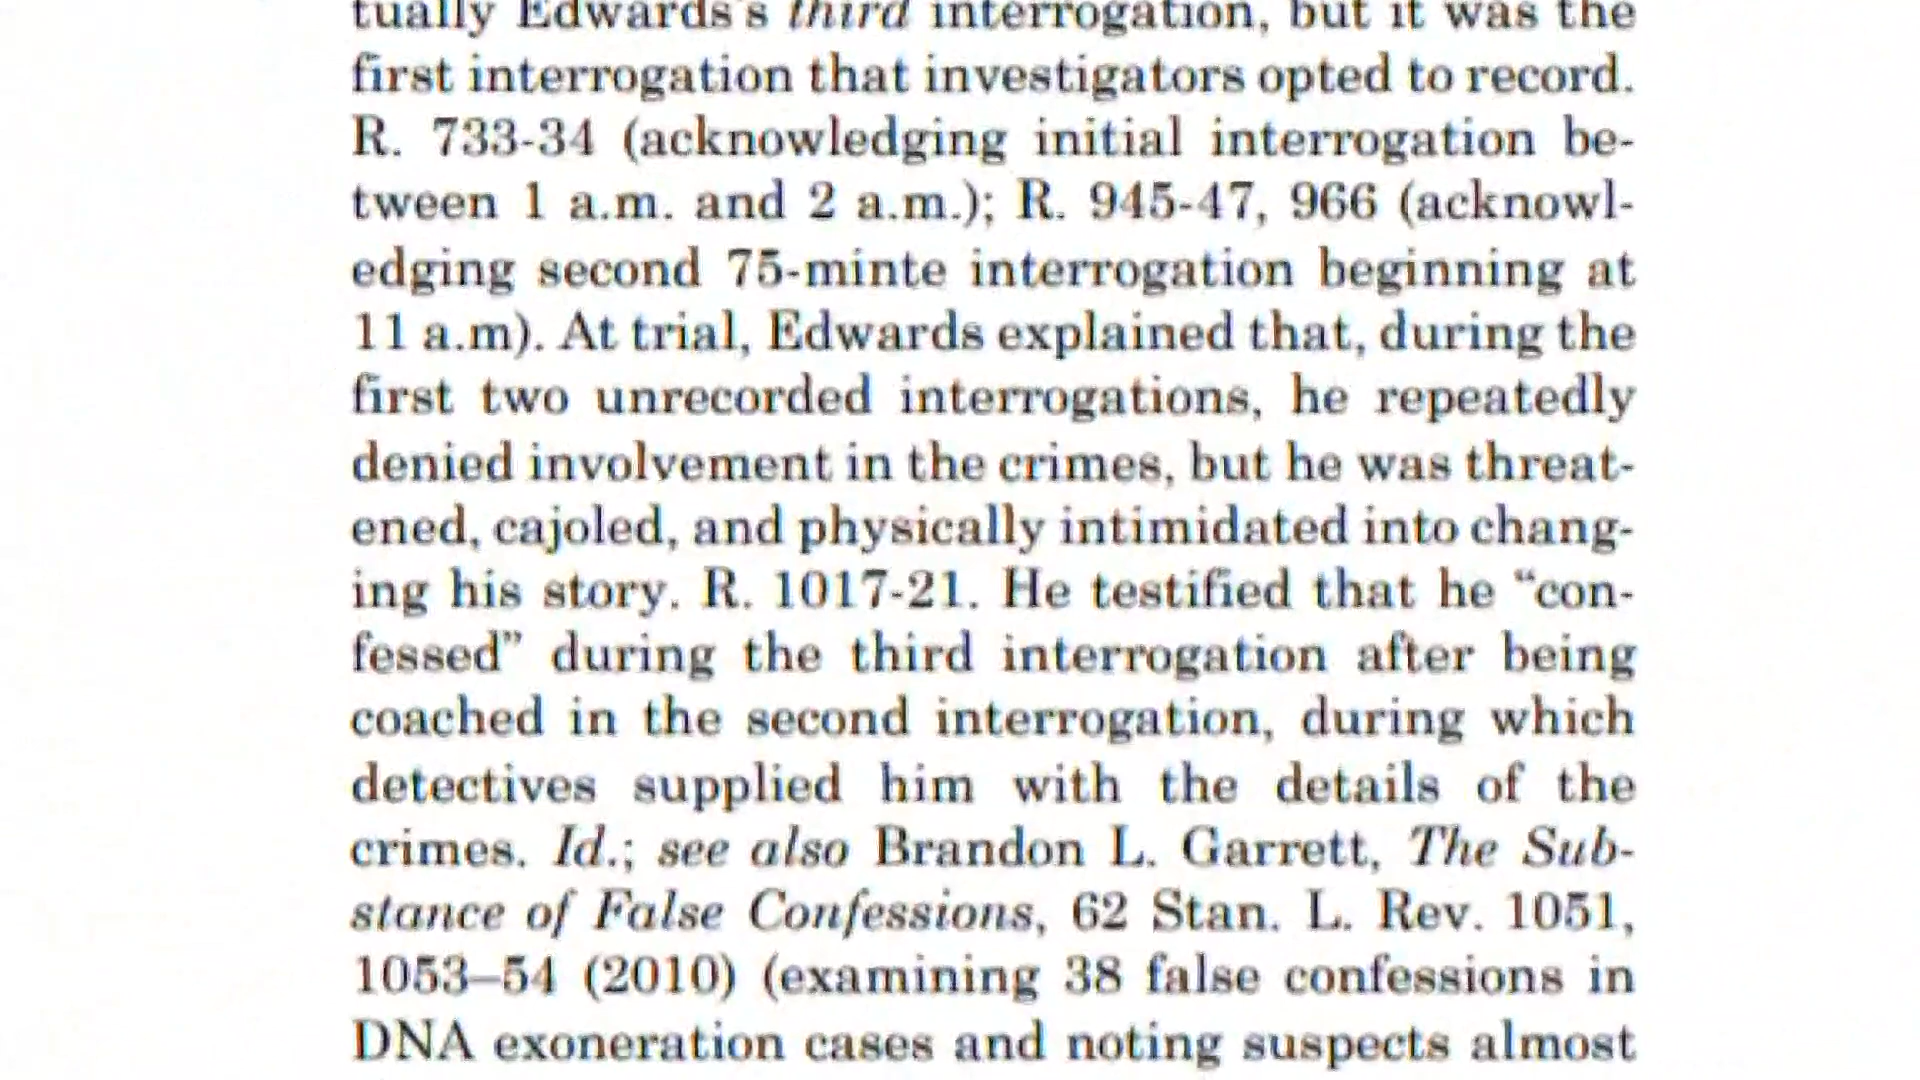 tually Edwards's third interrogation, but it was the
first interrogation that investigators opted to record.
R. 733-34 (acknowledging initial interrogation be-
tween 1 a.m. and 2 a.m.); R. 945-47, 966 (acknowl-
edging second 75-minte interrogation beginning at
11 a.m). At trial, Edwards explained that, during the
first two unrecorded interrogations, he repeatedly
denied involvement in the crimes, but he was threat-
ened, cajoled, and physically intimidated into chang-
ing his story. R. 1017-21. He testified that he “con-
fessed” during the third interrogation after being
coached in the second interrogation, during which
detectives supplied him with the details of the
crimes. Id.; see also Brandon L. Garrett, The Sub-
stance of False Confessions, 62 Stan. L. Rev. 1051,
1053–54 (2010) (examining 38 false confessions in
DNA exoneration cases and noting suspects almost